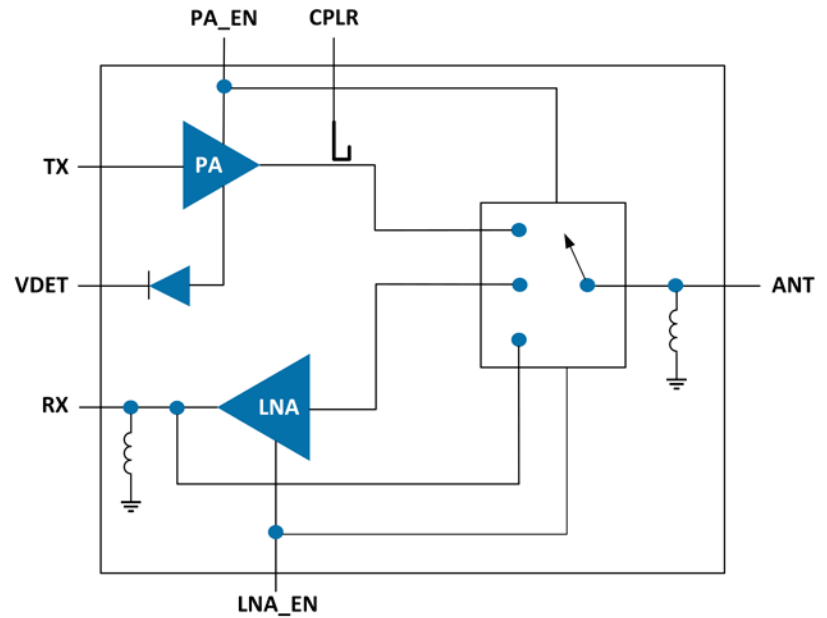 PA_EN
CPLR
TX
PA
VDET
ANT
RX
LNA
LNA_EN